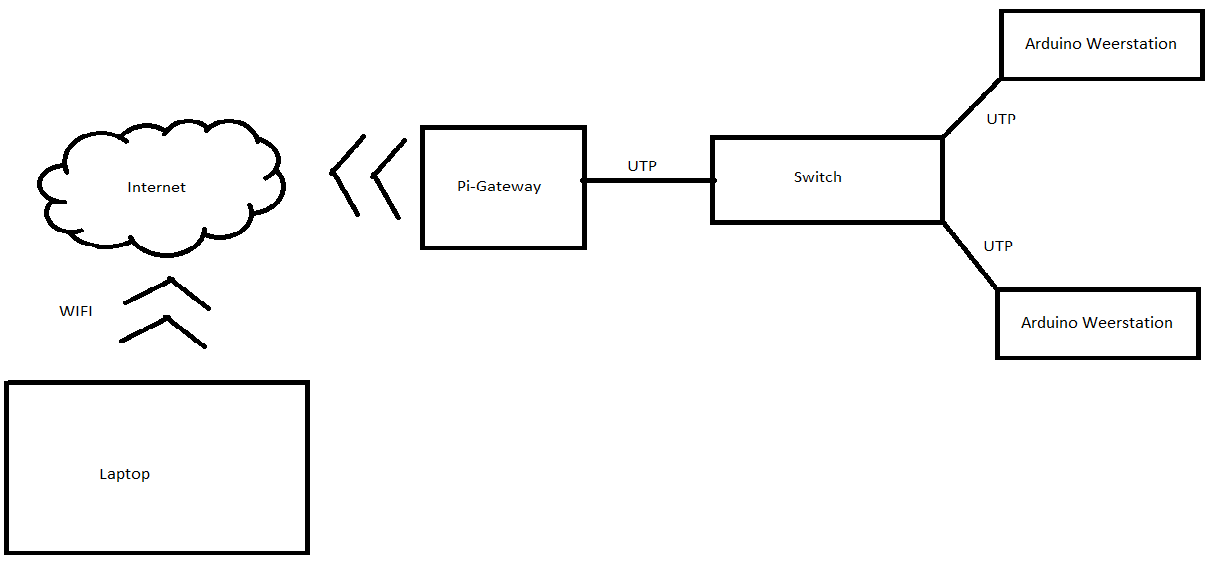 Arduino Weerstation
UTP
Internet
Pi-Gateway
UTP
Switch
UTP
WIFI
Arduino Weerstation
Laptop